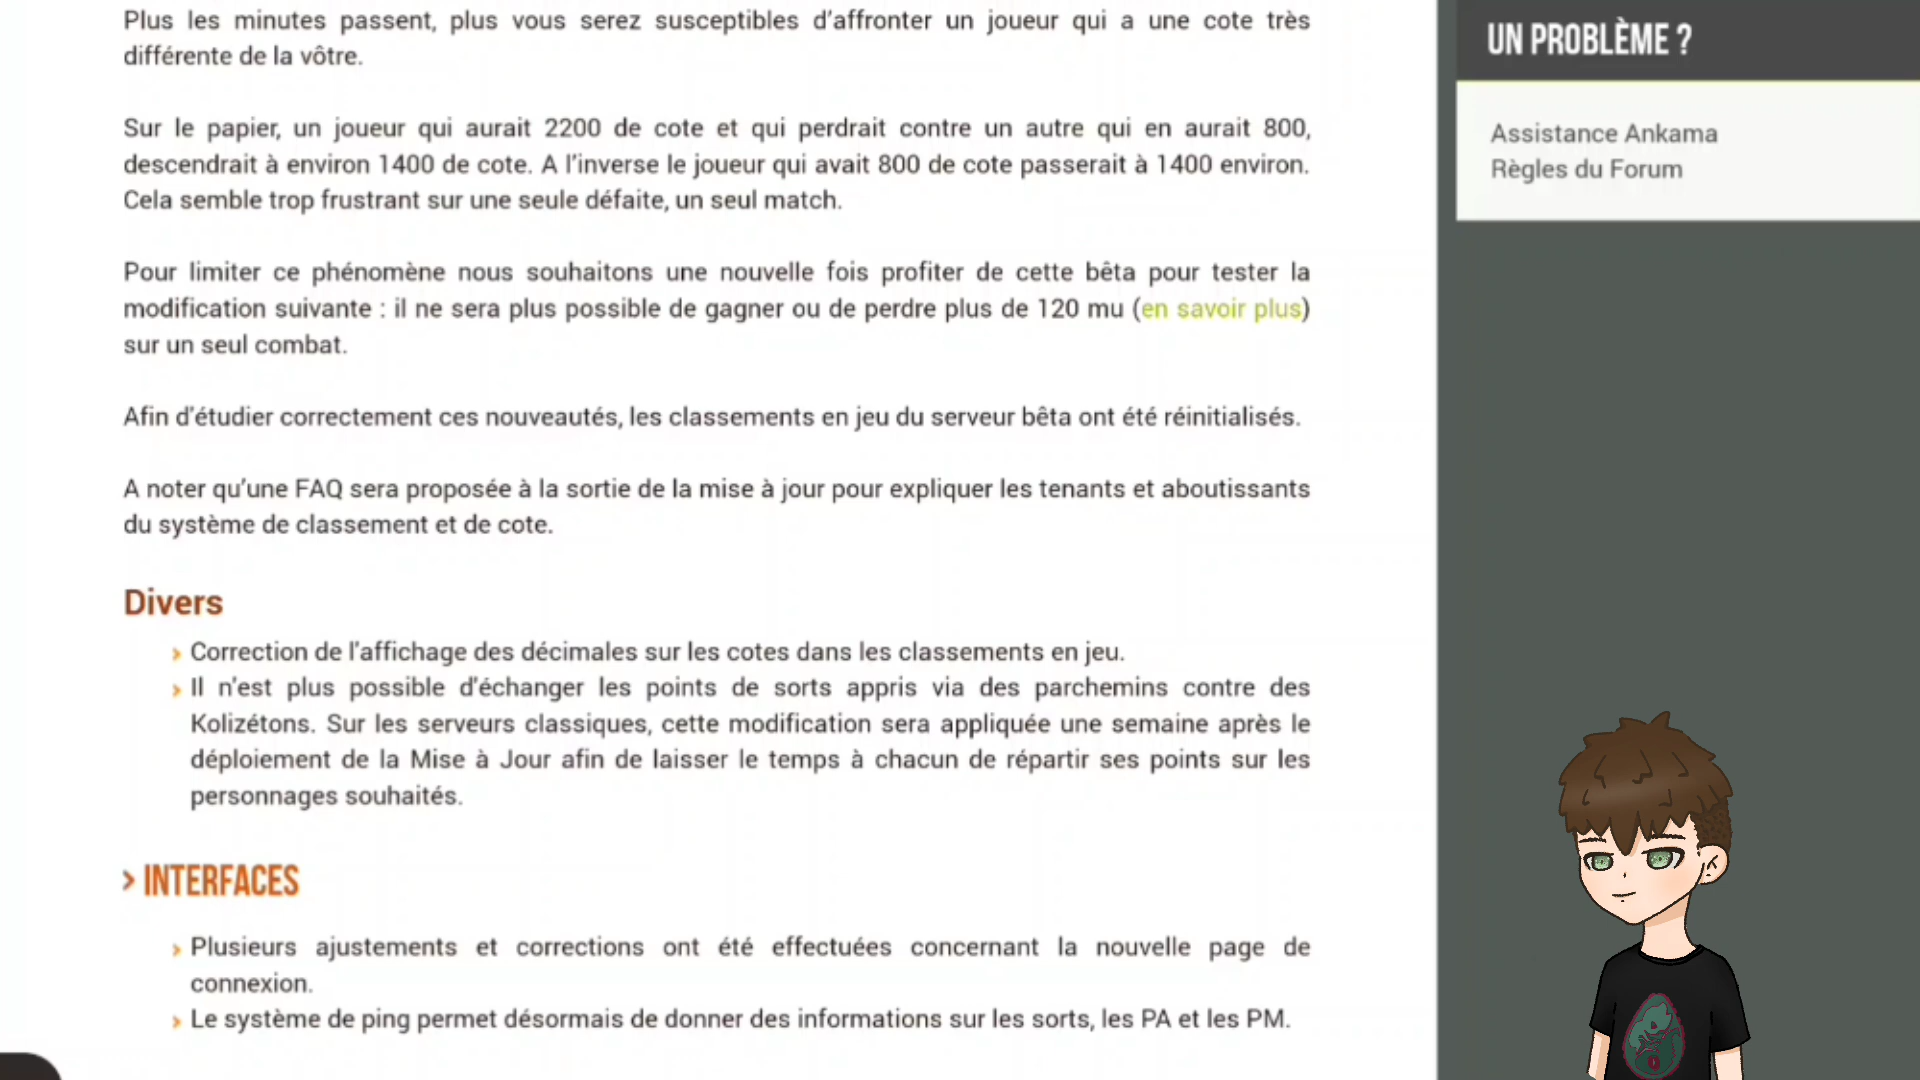 Plus les minutes passent, plus vous serez susceptibles d’affronter un joueur qui a une cote très
différente de la vôtre.
Sur le papier, un joueur qui aurait 2200 de cote et qui perdrait contre un autre qui en aurait 800,
descendrait à environ 1400 de cote. A l’inverse le joueur qui avait 800 de cote passerait à 1400 environ.
Cela semble trop frustrant sur une seule défaite, un seul match.
Pour limiter ce phénomène nous souhaitons une nouvelle fois profiter de cette bêta pour tester la
modification suivante : il ne sera plus possible de gagner ou de perdre plus de 120 mu (en savoir plus)
sur un seul combat.
Afin d’étudier correctement ces nouveautés, les classements en jeu du serveur bêta ont été réinitialisés.
A noter qu’une FAQ sera proposée à la sortie de la mise à jour pour expliquer les tenants et aboutissants
du système de classement et de cote.
Divers
Correction de l’affichage des décimales sur les cotes dans les classements en jeu.
Il n’est plus possible d’échanger les points de sorts appris via des parchemins contre des
Kolizétons. Sur les serveurs classiques, cette modification sera appliquée une semaine après le
déploiement de la Mise à Jour afin de laisser le temps à chacun de répartir ses points sur les
personnages souhaités.
INTERFACES
Plusieurs ajustements et corrections ont été effectuées concernant la nouvelle page de
connexion.
Le système de ping permet désormais de donner des informations sur les sorts, les PA et les PM.
UN PROBLÈME ?
Assistance Ankama
Règles du Forum